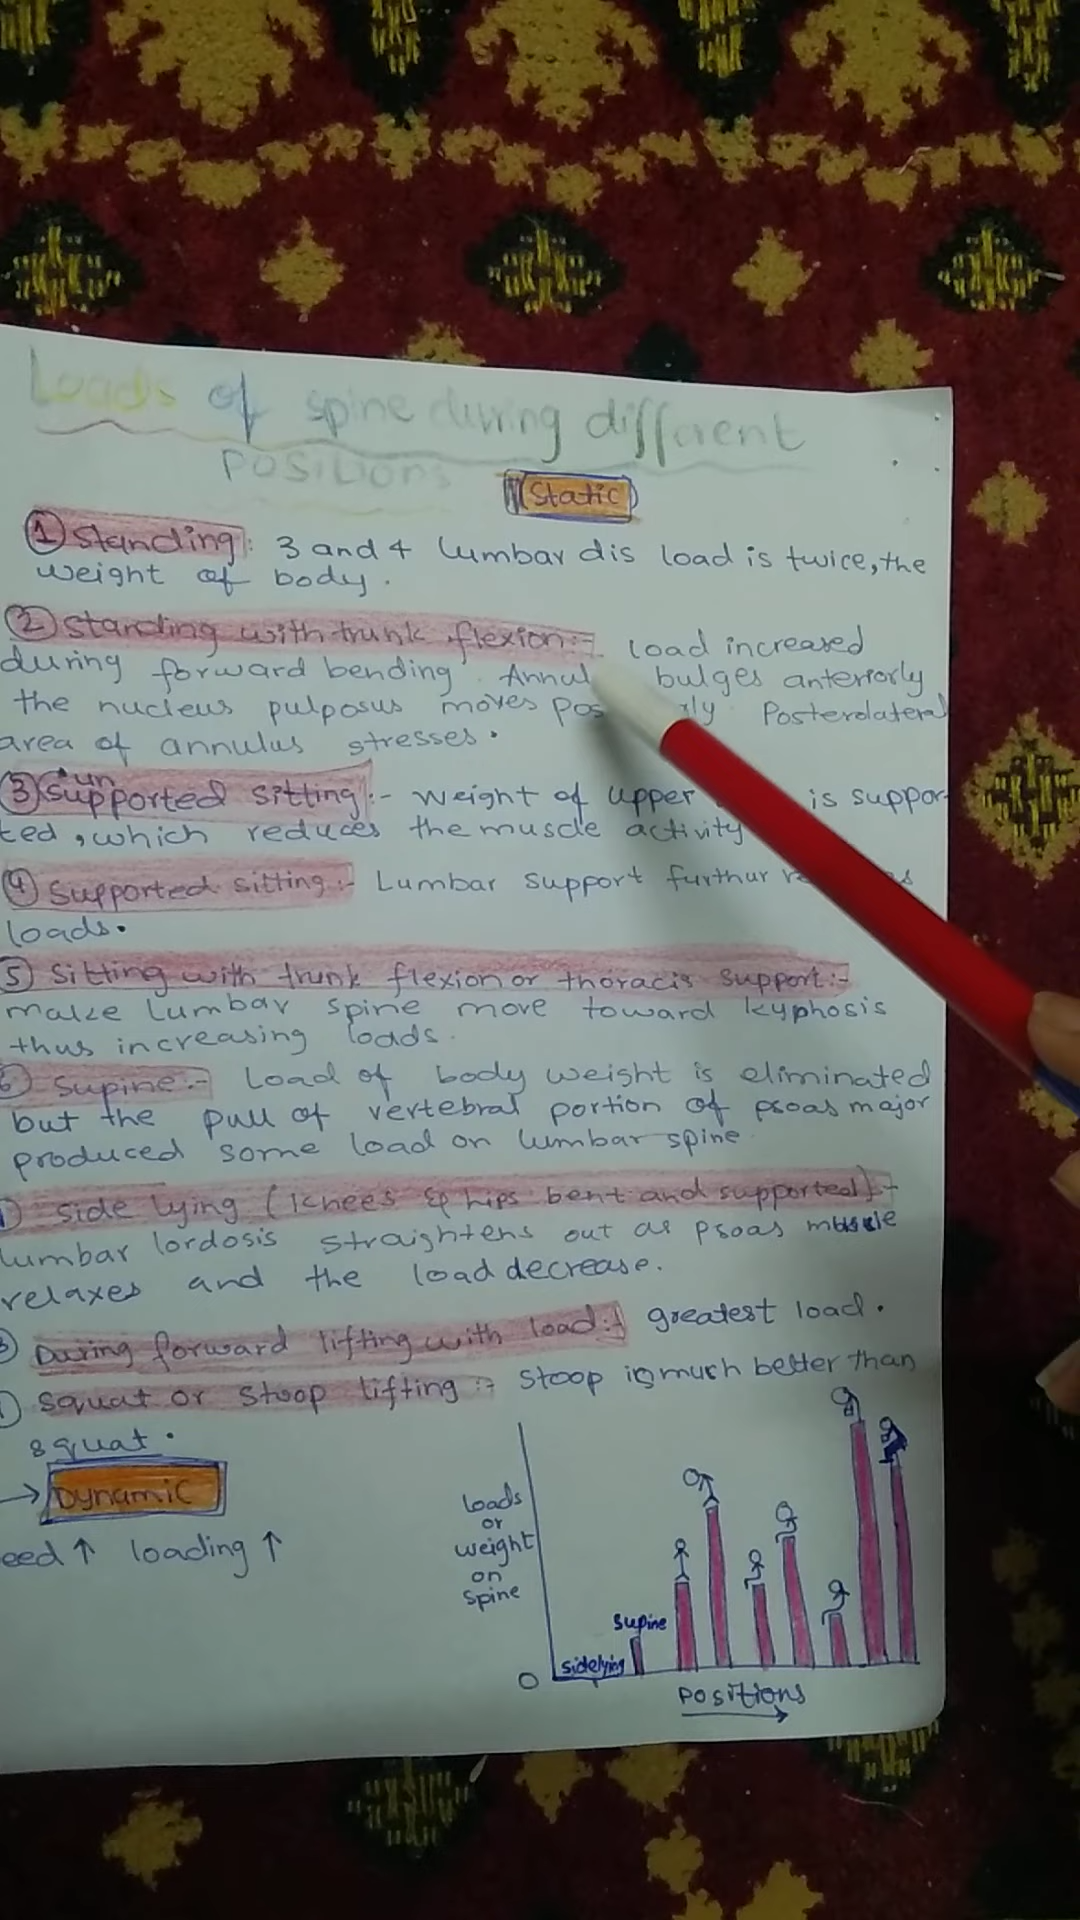 Loads of spine during different
Positions
Static
① Standing: 3 and 4 lumbar dis load is twice, the
weight of body.
② Standing with trunk flexion:- load increased
during forward bending. Annul bulges anteriorly
the nucleus pulposus moves pos ly Posterolateral
area of annulus stresses.
③ Sunpported sitting:- weight of upper is suppor
ted, which reduces the muscle activity
④ Supported sitting:- Lumbar support furthur
loads.
5) Sitting with trunk flexion or thoracis support:-
make lumbar spine move toward kyphosis
thus increasing loads.
6) Supine:- Load of body weight is eliminated
but the pull of vertebral portion of psoas major
produced some load on lumbar spine.
) Side lying (knees & hips bent and supported):-
lumbar lordosis straightens out as psoas muscle
relaxes and the load decrease.
) During forward lifting with load:- greatest load.
) Squat or stoop lifting:- stoop is much better than
squat.
→ Dynamic
eed ↑ loading ↑
loads
or
weight
on
spine
supine
sidelying
0
Positions
→